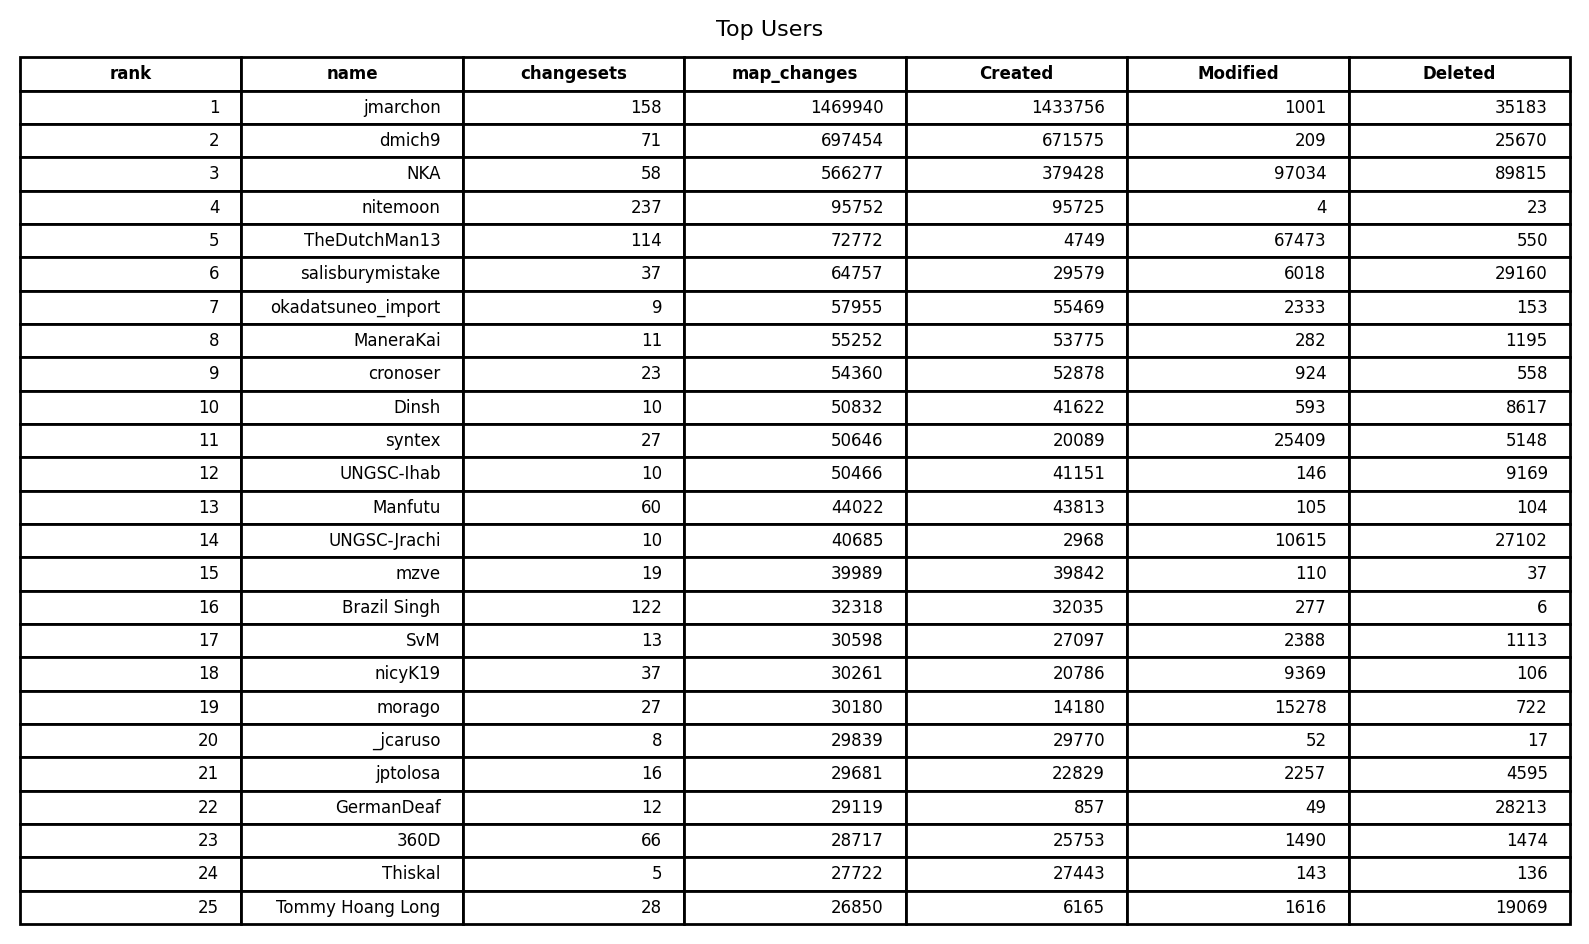 Top Users
rank name changesets map_changes Created Modified Deleted
1 jmarchon 158 1469940 1433756 1001 35183
2 dmich9 71 697454 671575 209 25670
3 NKA 58 566277 379428 97034 89815
4 nitemoon 237 95752 95725 4 23
5 TheDutchMan13 114 72772 4749 67473 550
6 salisburymistake 37 64757 29579 6018 29160
7 okadatsuneo_import 9 57955 55469 2333 153
8 ManeraKai 11 55252 53775 282 1195
9 cronoser 23 54360 52878 924 558
10 Dinsh 10 50832 41622 593 8617
11 syntex 27 50646 20089 25409 5148
12 UNGSC-Ihab 10 50466 41151 146 9169
13 Manfutu 60 44022 43813 105 104
14 UNGSC-Jrachi 10 40685 2968 10615 27102
15 mzve 19 39989 39842 110 37
16 Brazil Singh 122 32318 32035 277 6
17 SvM 13 30598 27097 2388 1113
18 nicyK19 37 30261 20786 9369 106
19 morago 27 30180 14180 15278 722
20 _jcaruso 8 29839 29770 52 17
21 jptolosa 16 29681 22829 2257 4595
22 GermanDeaf 12 29119 857 49 28213
23 360D 66 28717 25753 1490 1474
24 Thiskal 5 27722 27443 143 136
25 Tommy Hoang Long 28 26850 6165 1616 19069